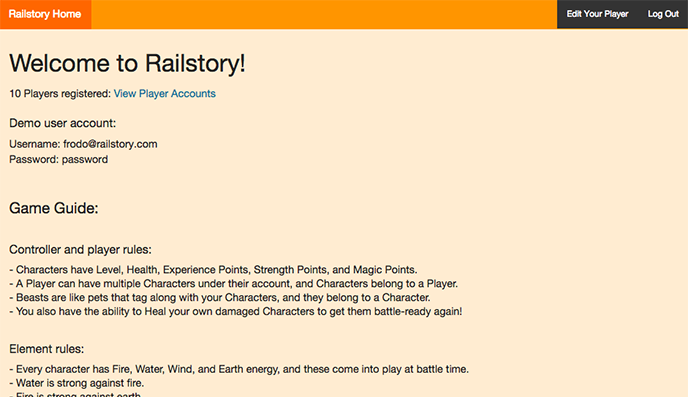 Railstory Home
Edit Your Player
Log Out
Welcome to Railstory!
10 Players registered: View Player Accounts
Demo user account:
Username: frodo@railstory.com
Password: password
Game Guide:
Controller and player rules:
- Characters have Level, Health, Experience Points, Strength Points, and Magic Points.
- A Player can have multiple Characters under their account, and Characters belong to a Player.
- Beasts are like pets that tag along with your Characters, and they belong to a Character.
- You also have the ability to Heal your own damaged Characters to get them battle-ready again!
Element rules:
- Every character has Fire, Water, Wind, and Earth energy, and these come into play at battle time.
- Water is strong against fire.
- Fire is strong against earth.